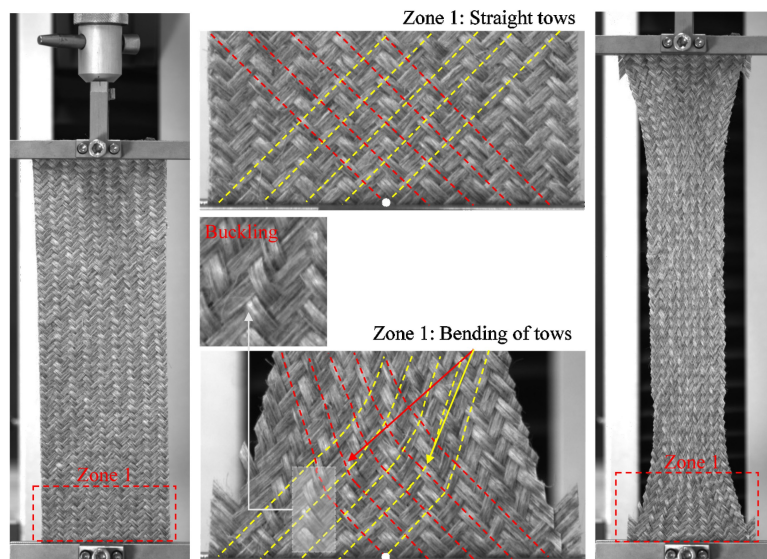 Zone 1: Straight tows
Buckling
Zone 1: Bending of tows
Zone 1
Zone 1